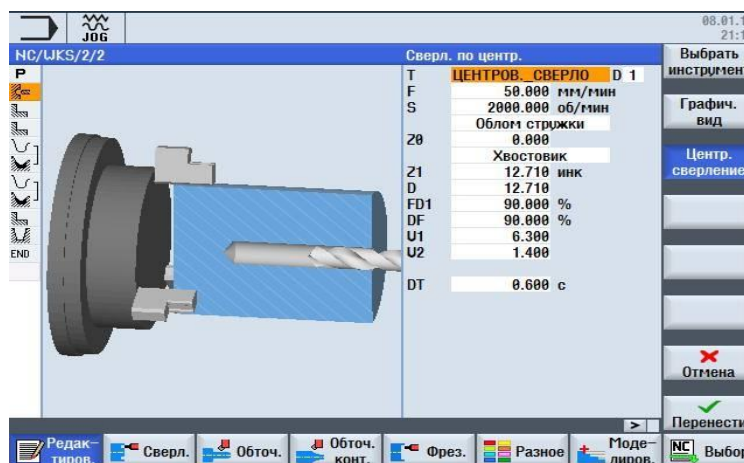 JOG
08.01.1
21:1
NC/WKS/2/2
Сверл. по центр.
Выбрать
инструмент
P
T ЦЕНТРОВ._СВЕРЛО D 1
F 50.000 мм/мин
S 2000.000 об/мин
Облом стружки
Z0 0.000
Хвостовик
Z1 12.710 инк
D 12.710
FD1 90.000 %
DF 90.000 %
U1 6.300
U2 1.400
DT 0.600 с
END
Графич.
вид
Центр.
сверление
Отмена
Перенести
>
Редак-
тиров.
Сверл.
Обточ.
Обточ.
конт.
Фрез.
Разное
Моде-
лиров.
NC
Выбор